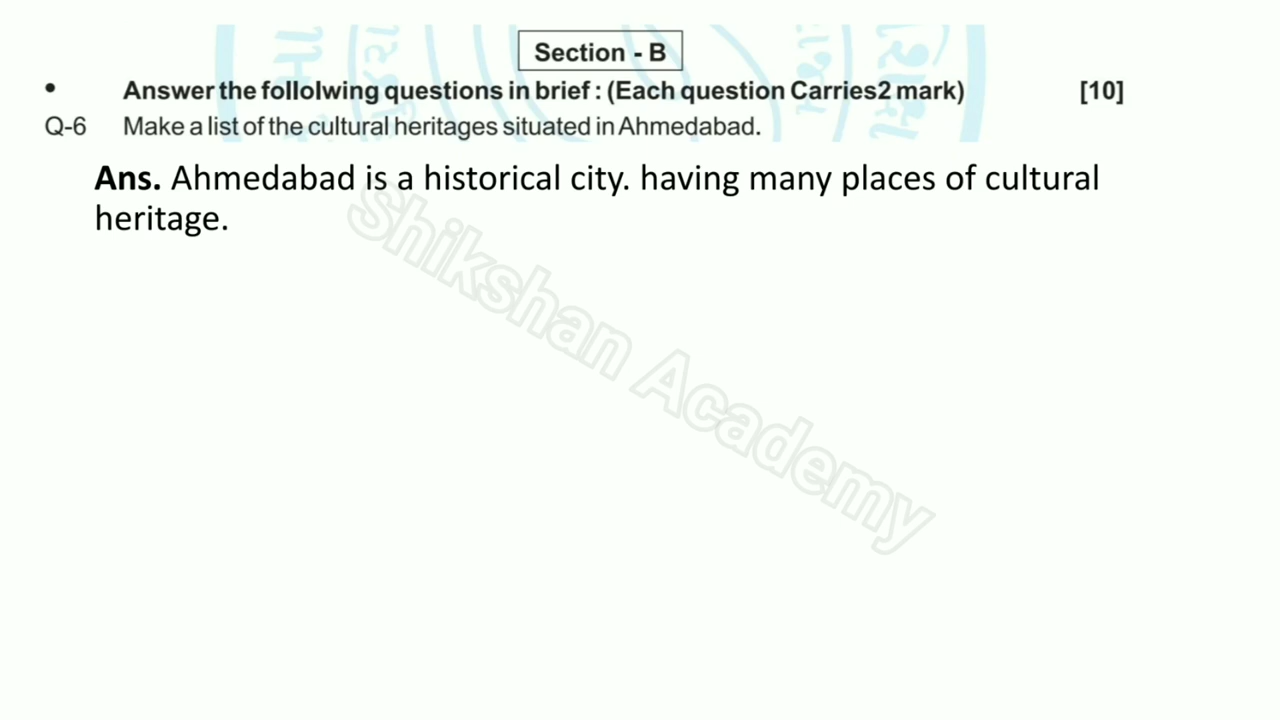 Section - B
• Answer the follolwing questions in brief : (Each question Carries2 mark) [10]
Q-6 Make a list of the cultural heritages situated in Ahmedabad.
Ans. Ahmedabad is a historical city. having many places of cultural
heritage.
Shikshan Academy